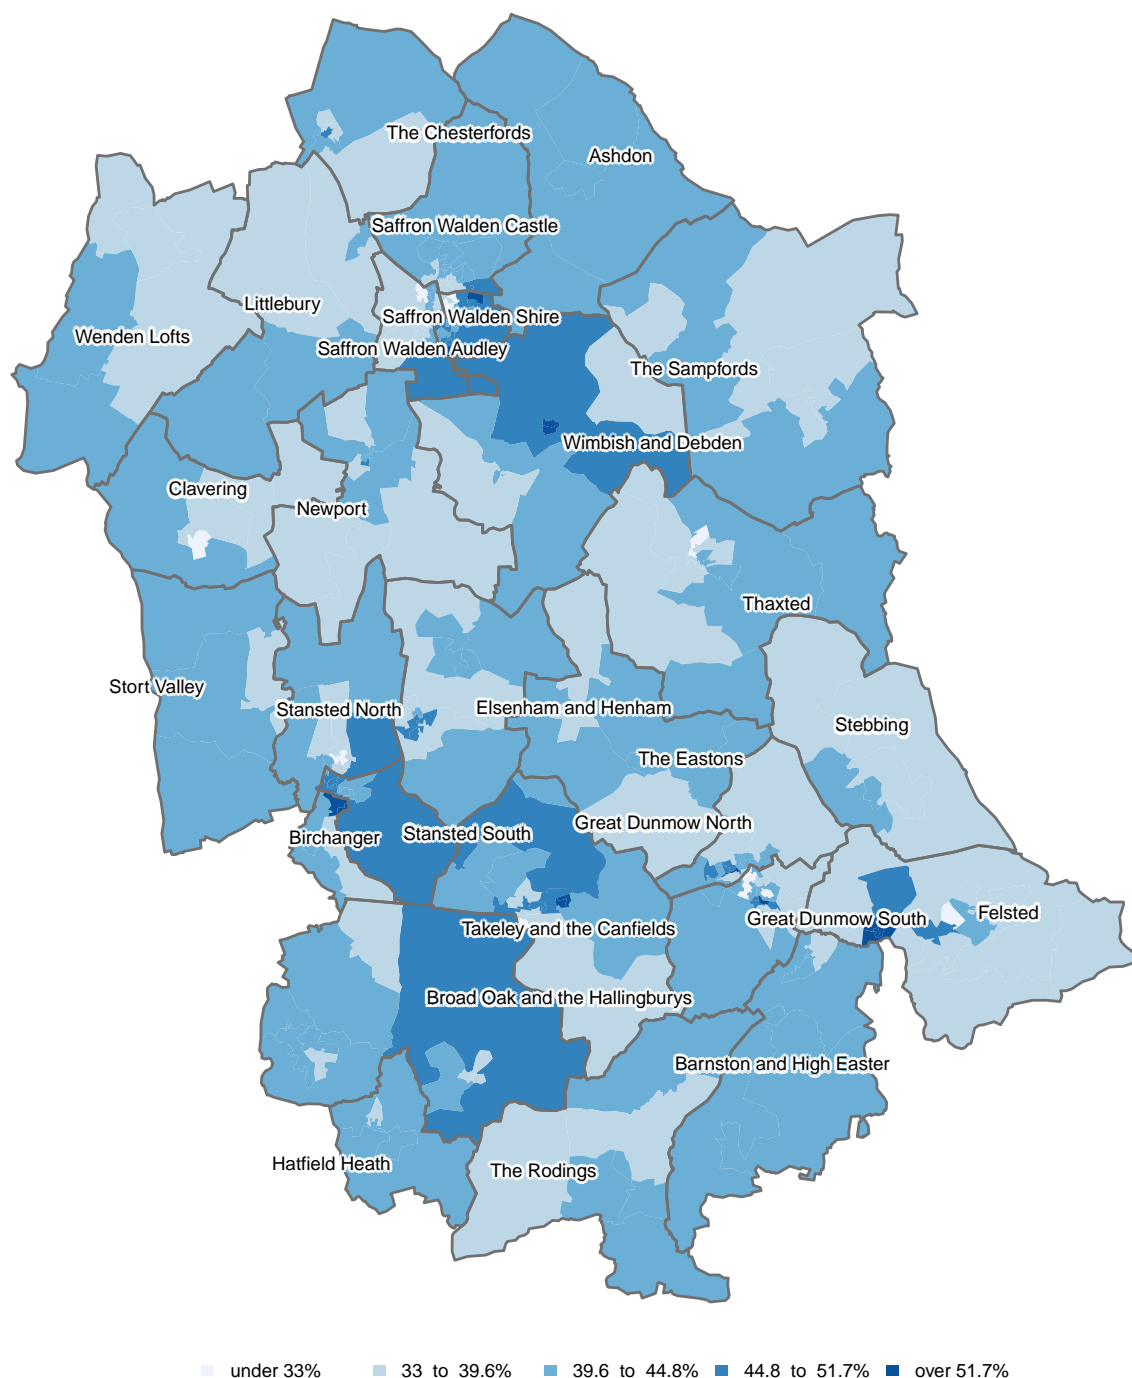 The Chesterfords
Ashdon
Saffron Walden Castle
Littlebury
Saffron Walden Shire
Wenden Lofts
Saffron Walden Audley
The Sampfords
Wimbish and Debden
Clavering
Newport
Thaxted
Stort Valley
Stansted North
Elsenham and Henham
Stebbing
The Eastons
Great Dunmow North
Stansted South
Birchanger
Felsted
Great Dunmow South
Takeley and the Canfields
Broad Oak and the Hallingburys
Barnston and High Easter
Hatfield Heath
The Rodings
under 33% 33 to 39.6% 39.6 to 44.8% 44.8 to 51.7% over 51.7%